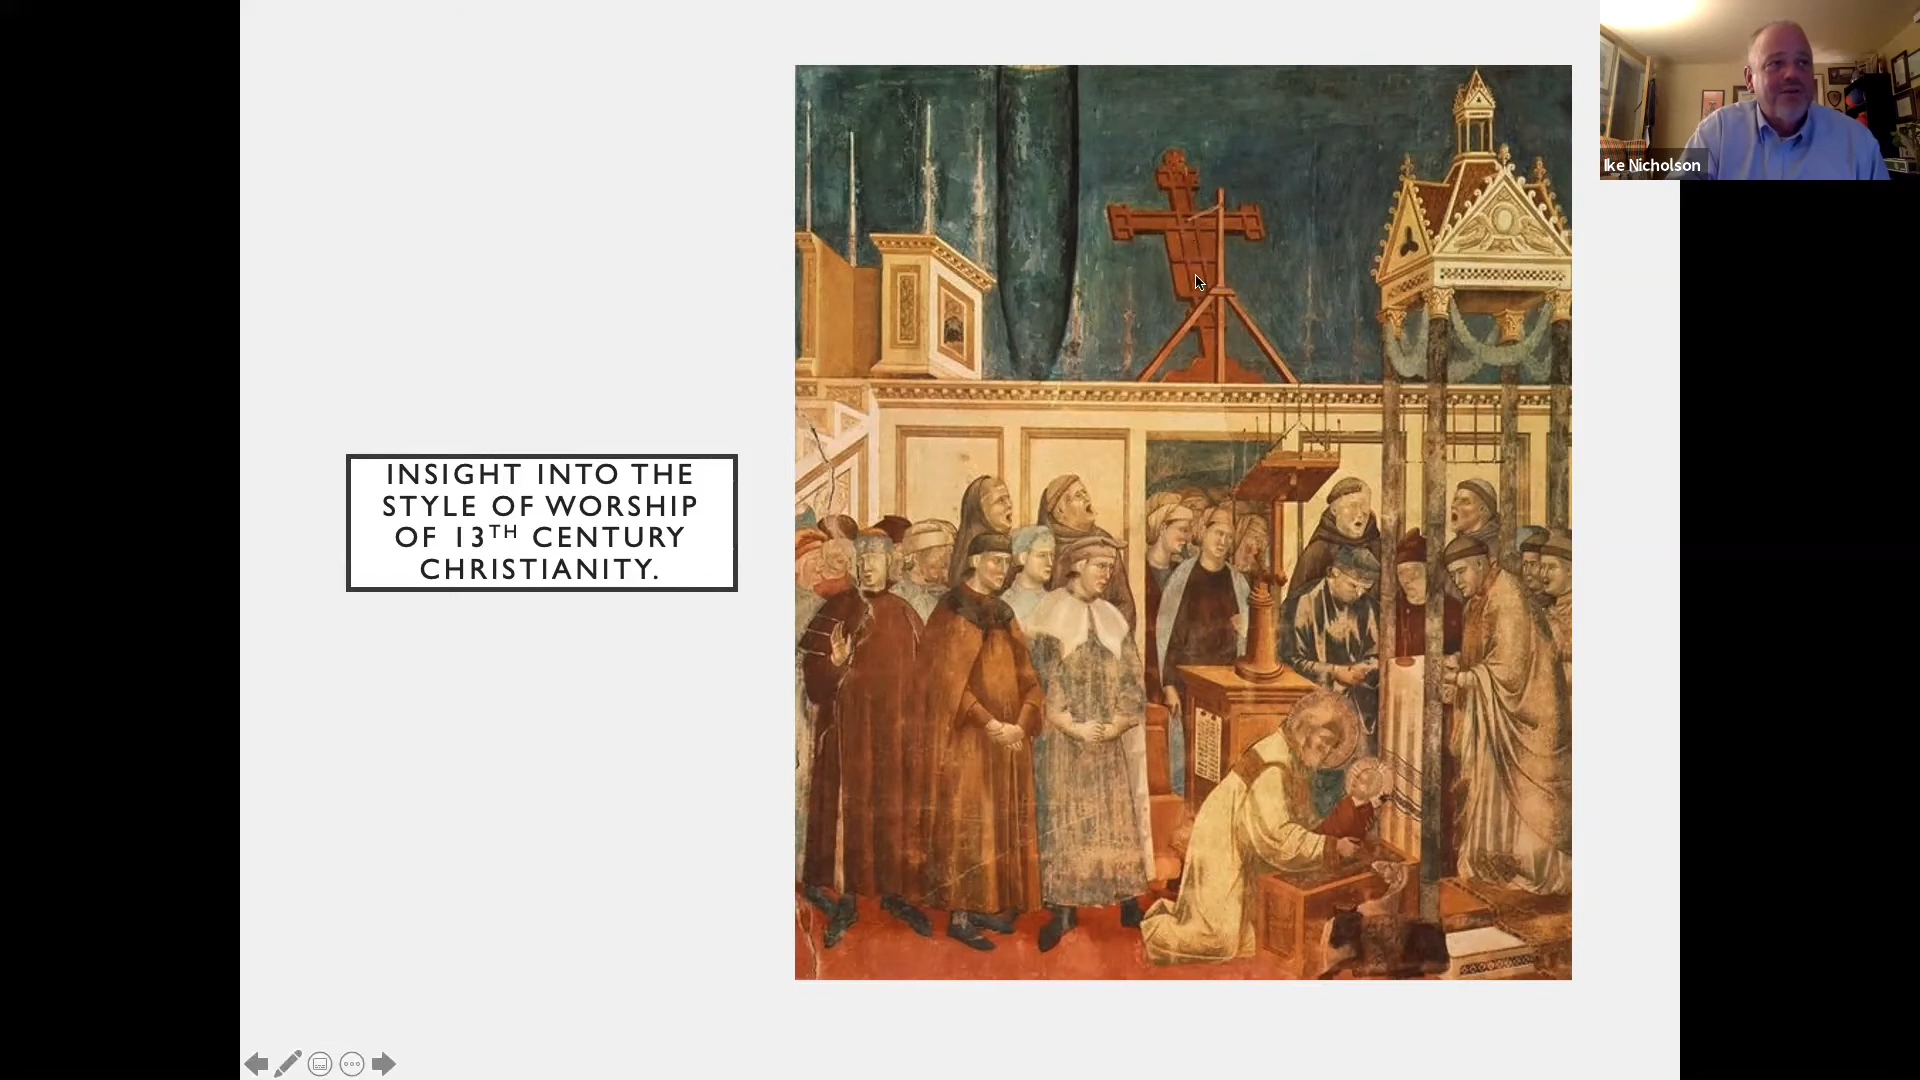 Ike Nicholson
INSIGHT INTO THE
STYLE OF WORSHIP
OF 13TH CENTURY
CHRISTIANITY.